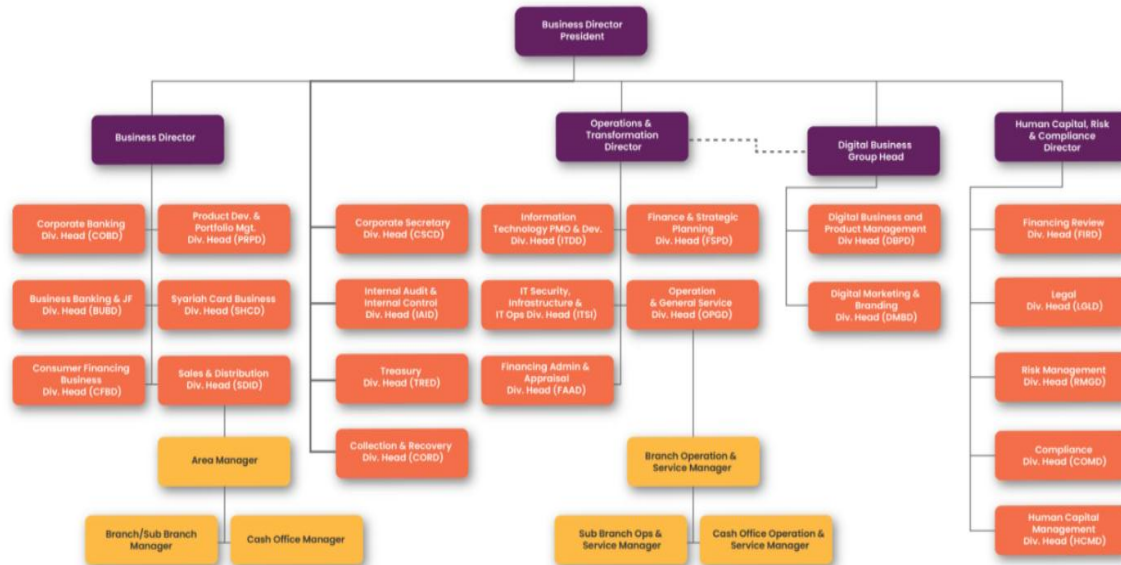 Business Director
President
Business Director
Operations &
Transformation
Director
Digital Business
Group Head
Human Capital, Risk
& Compliance
Director
Corporate Banking
Div. Head (COBD)
Product Dev. &
Portfolio Mgt.
Div. Head (PRPD)
Corporate Secretary
Div. Head (CSCD)
Information
Technology PMO & Dev.
Div. Head (ITDD)
Finance & Strategic
Planning
Div. Head (FSPD)
Digital Business and
Product Management
Div Head (DBPD)
Financing Review
Div. Head (FIRD)
Business Banking & JF
Div. Head (BUBD)
Syariah Card Business
Div. Head (SHCD)
Internal Audit &
Internal Control
Div. Head (IAID)
IT Security,
Infrastructure &
IT Ops Div. Head (ITSI)
Operation
& General Service
Div. Head (OPGD)
Digital Marketing &
Branding
Div. Head (DMBD)
Legal
Div. Head (LGLD)
Consumer Financing
Business
Div. Head (CFBD)
Sales & Distribution
Div. Head (SDID)
Treasury
Div. Head (TRED)
Financing Admin &
Appraisal
Div. Head (FAAD)
Risk Management
Div. Head (RMGD)
Area Manager
Collection & Recovery
Div. Head (CORD)
Branch Operation &
Service Manager
Compliance
Div. Head (COMD)
Branch/Sub Branch
Manager
Cash Office Manager
Sub Branch Ops &
Service Manager
Cash Office Operation &
Service Manager
Human Capital
Management
Div. Head (HCMD)